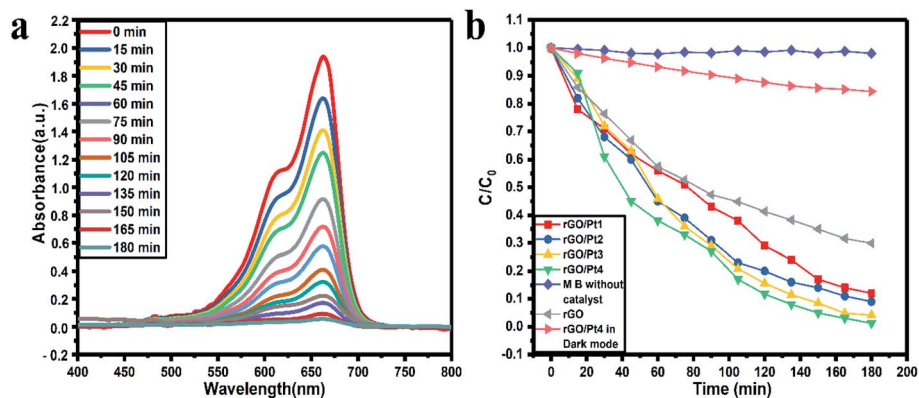 a
Absorbance(a.u.)
2.2
2.0
1.8
1.6
1.4
1.2
1.0
0.8
0.6
0.4
0.2
0.0
- 0.2
0 min
15 min
30 min
45 min
60 min
75 min
90 min
105 min
120 min
135 min
150 min
165 min
180 min
400 450 500 550 600 650 700 750 800
Wavelength(nm)
b
C/C0
1.1
1.0
0.9
0.8
0.7
0.6
0.5
0.4
0.3
0.2
0.1
0.0
-0.1
rGO/Pt1
rGO/Pt2
rGO/Pt3
rGO/Pt4
M B without
catalyst
rGO
rGO/Pt4 in
Dark mode
0 20 40 60 80 100 120 140 160 180 200
Time (min)